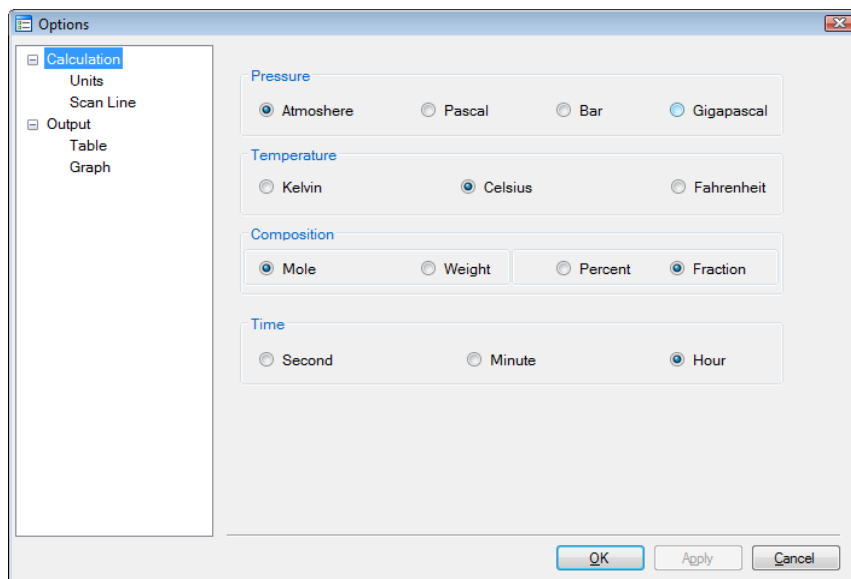 Options
Calculation
Units
Scan Line
Output
Table
Graph
Pressure
Atmoshere Pascal Bar Gigapascal
Temperature
Kelvin Celsius Fahrenheit
Composition
Mole Weight Percent Fraction
Time
Second Minute Hour
OK Apply Cancel